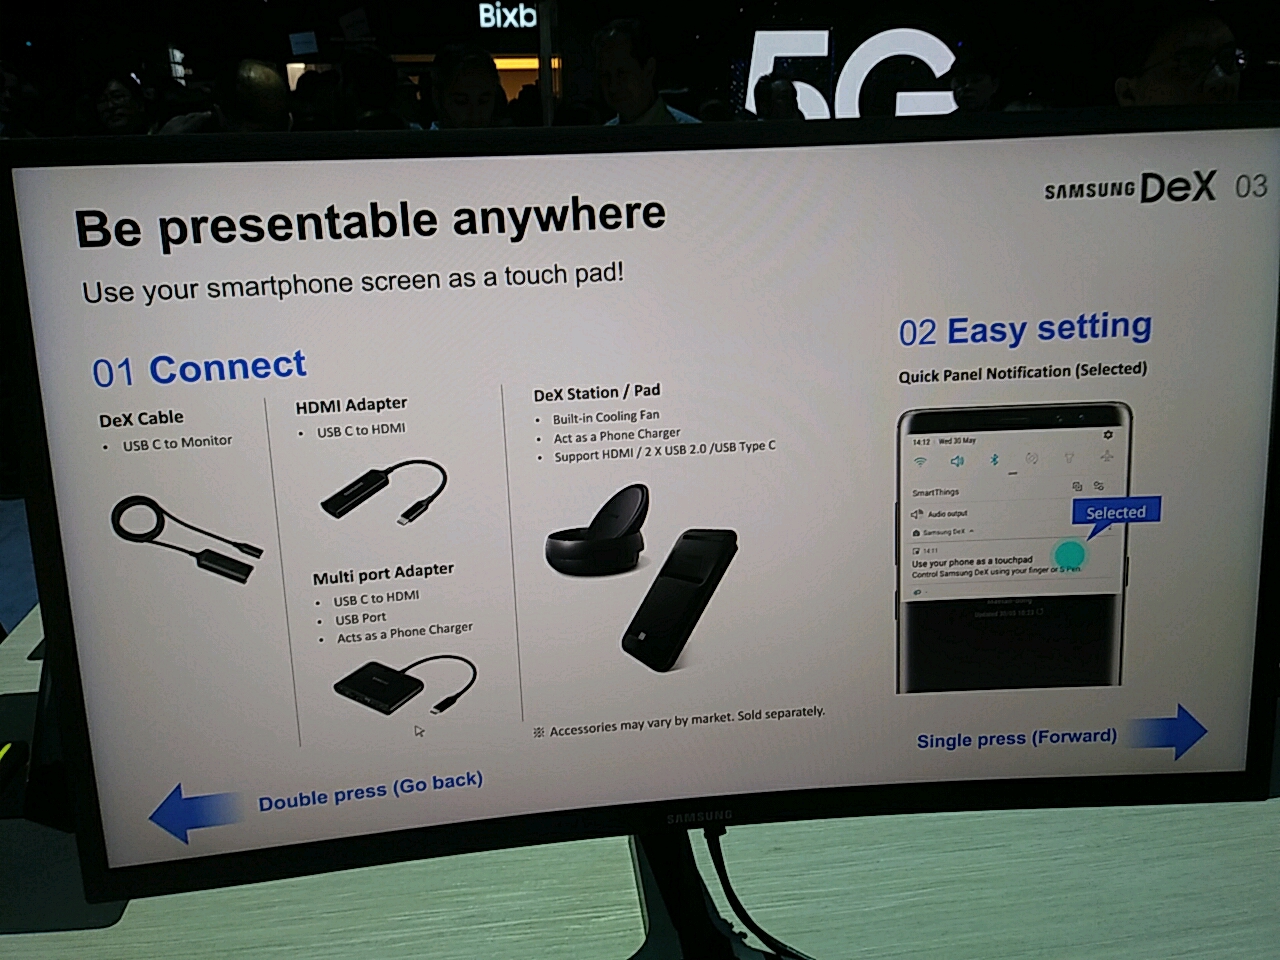 Bixb
5G
SAMSUNG DeX 03
Be presentable anywhere
Use your smartphone screen as a touch pad!
01 Connect
DeX Cable
• USB C to Monitor
HDMI Adapter
• USB C to HDMI
Multi port Adapter
• USB C to HDMI
• USB Port
• Acts as a Phone Charger
DeX Station / Pad
• Built-in Cooling Fan
• Act as a Phone Charger
• Support HDMI / 2 X USB 2.0 /USB Type C
※ Accessories may vary by market. Sold separately.
02 Easy setting
Quick Panel Notification (Selected)
14:12 Wed 30 May
SmartThings
Audio output
Selected
Samsung DeX
14:11
Use your phone as a touchpad
Control Samsung DeX using your finger or S Pen.
Double press (Go back)
Single press (Forward)
SAMSUNG